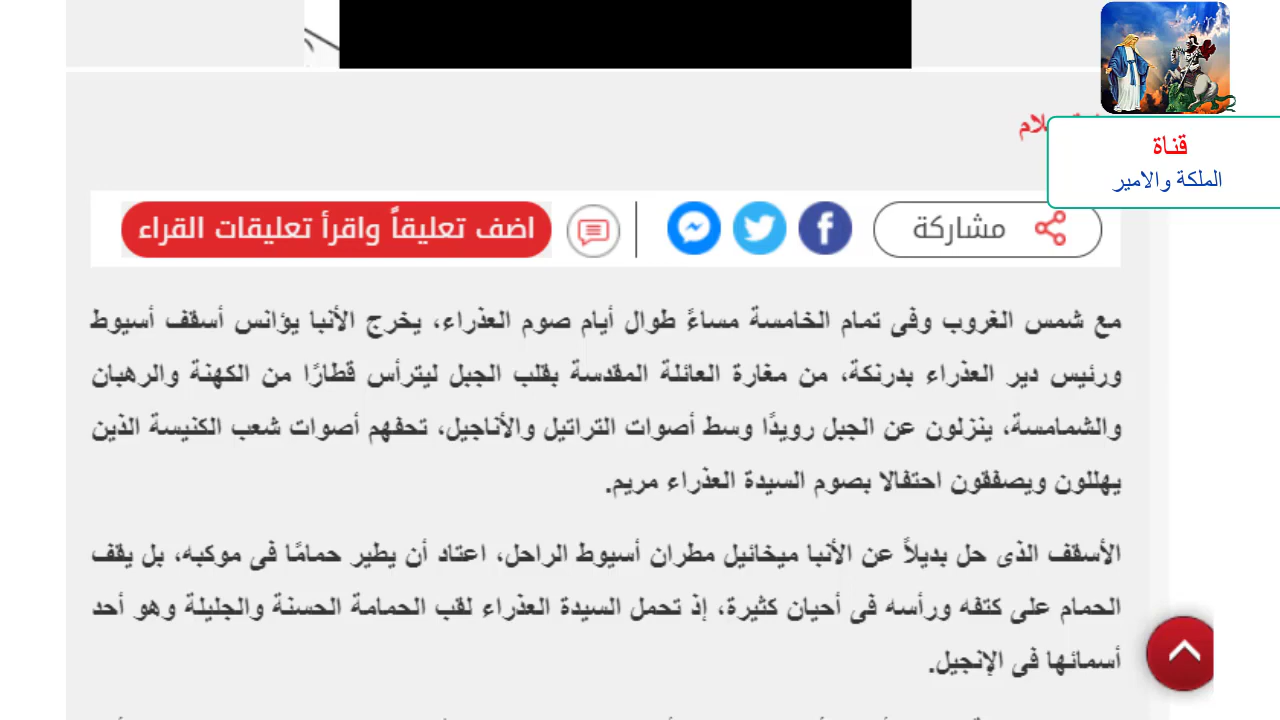 قناة
الملكة والامير
مشاركة
اضف تعليقاً واقرأ تعليقات القراء
مع شمس الغروب وفى تمام الخامسة مساءً طوال أيام صوم العذراء، يخرج الأنبا يؤانس أسقف أسيوط
ورئيس دير العذراء بدرنكة، من مغارة العائلة المقدسة بقلب الجبل ليترأس قطارًا من الكهنة والرهبان
والشمامسة، ينزلون عن الجبل رويدًا وسط أصوات التراتيل والأناجيل، تحفهم أصوات شعب الكنيسة الذين
يهللون ويصفقون احتفالا بصوم السيدة العذراء مريم.
الأسقف الذى حل بديلاً عن الأنبا ميخائيل مطران أسيوط الراحل، اعتاد أن يطير حمامًا فى موكبه، بل يقف
الحمام على كتفه ورأسه فى أحيان كثيرة، إذ تحمل السيدة العذراء لقب الحمامة الحسنة والجليلة وهو أحد
أسمائها فى الإنجيل.